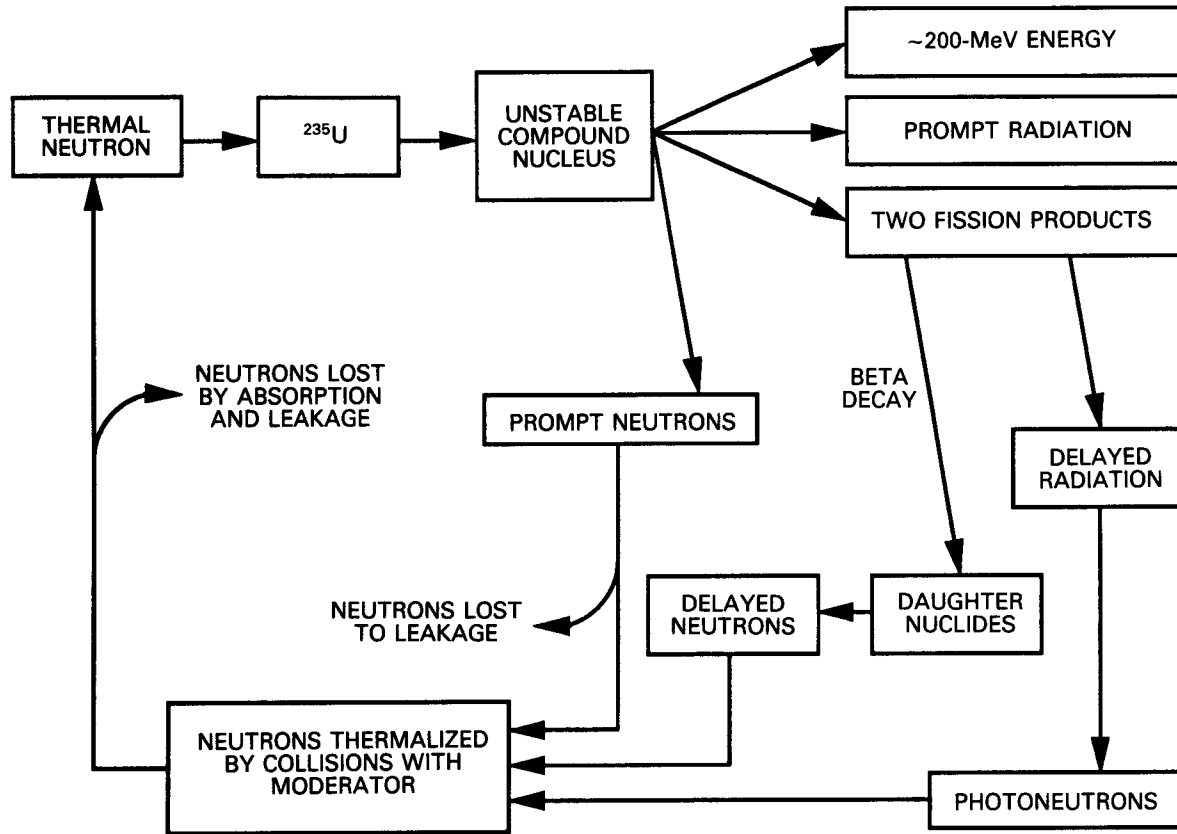 ~200-MeV ENERGY
THERMAL
NEUTRON
²³⁵U
UNSTABLE
COMPOUND
NUCLEUS
PROMPT RADIATION
TWO FISSION PRODUCTS
NEUTRONS LOST
BY ABSORPTION
AND LEAKAGE
PROMPT NEUTRONS
BETA
DECAY
DELAYED
RADIATION
NEUTRONS LOST
TO LEAKAGE
DELAYED
NEUTRONS
DAUGHTER
NUCLIDES
NEUTRONS THERMALIZED
BY COLLISIONS WITH
MODERATOR
PHOTONEUTRONS